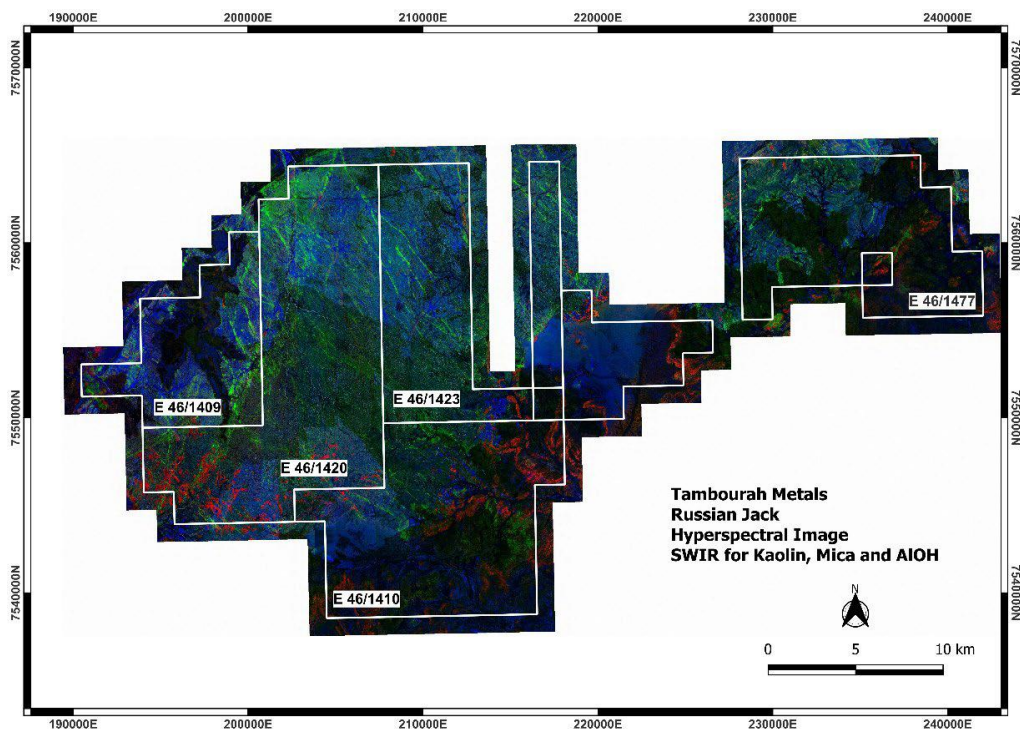 190000E 200000E 210000E 220000E 230000E 240000E
7570000N 7570000N
7560000N 7560000N
E 46/1477
E 46/1409
E 46/1423
7550000N 7550000N
E 46/1420
Tambourah Metals
Russian Jack
Hyperspectral Image
SWIR for Kaolin, Mica and AlOH
7540000N 7540000N
E 46/1410
N
0 5 10 km
190000E 200000E 210000E 220000E 230000E 240000E